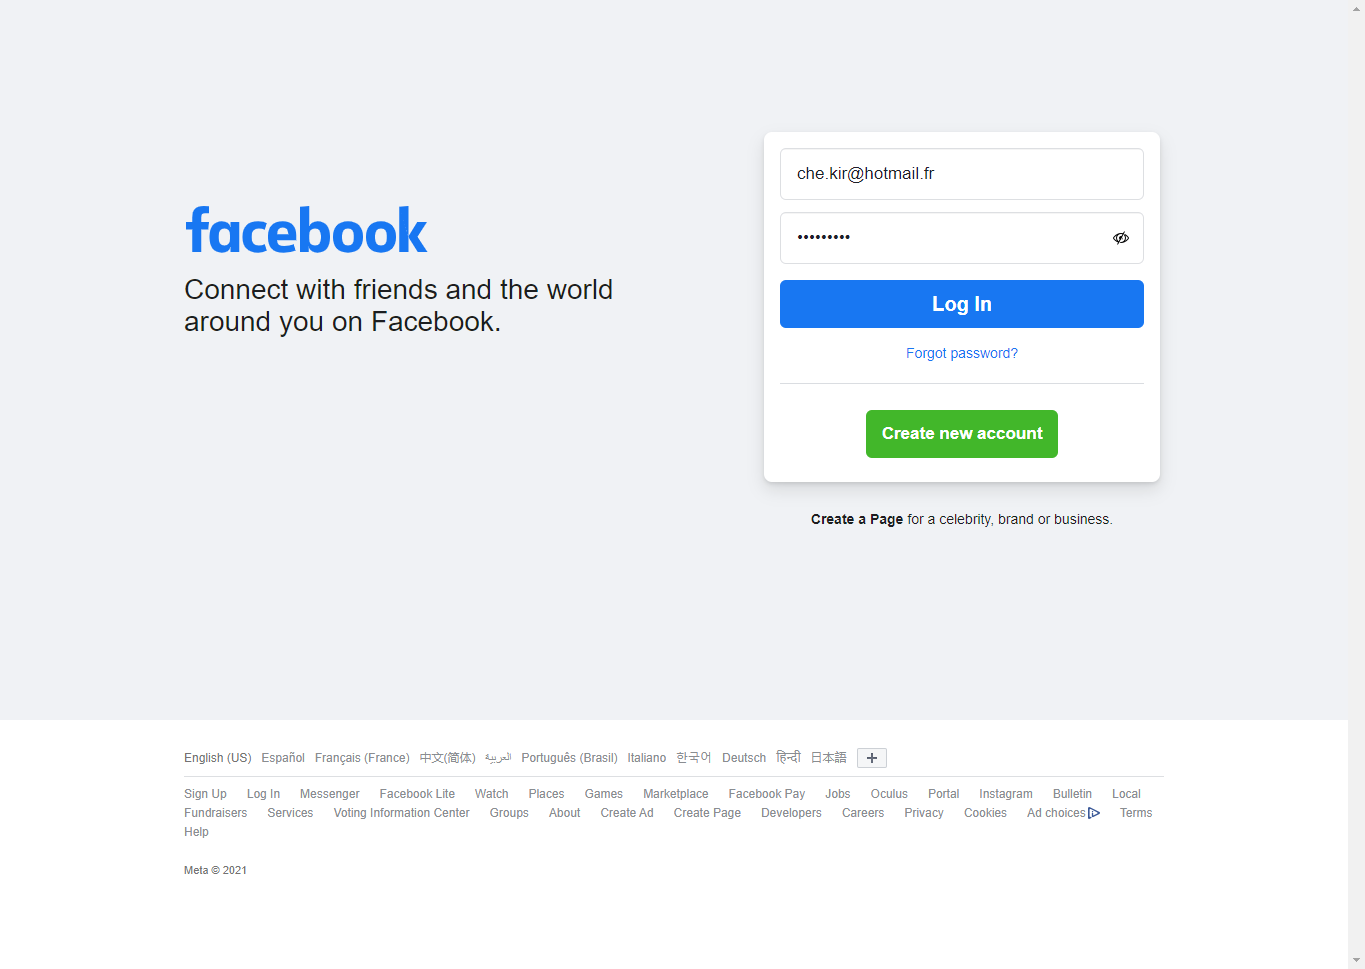 facebook
Connect with friends and the world
around you on Facebook.
che.kir@hotmail.fr
•••••••••
Log In
Forgot password?
Create new account
Create a Page for a celebrity, brand or business.
English (US) Español Français (France) 中文(简体) العربية Português (Brasil) Italiano 한국어 Deutsch हिन्दी 日本語
Sign Up Log In Messenger Facebook Lite Watch Places Games Marketplace Facebook Pay Jobs Oculus Portal Instagram Bulletin Local
Fundraisers Services Voting Information Center Groups About Create Ad Create Page Developers Careers Privacy Cookies Ad choices Terms
Help
Meta © 2021